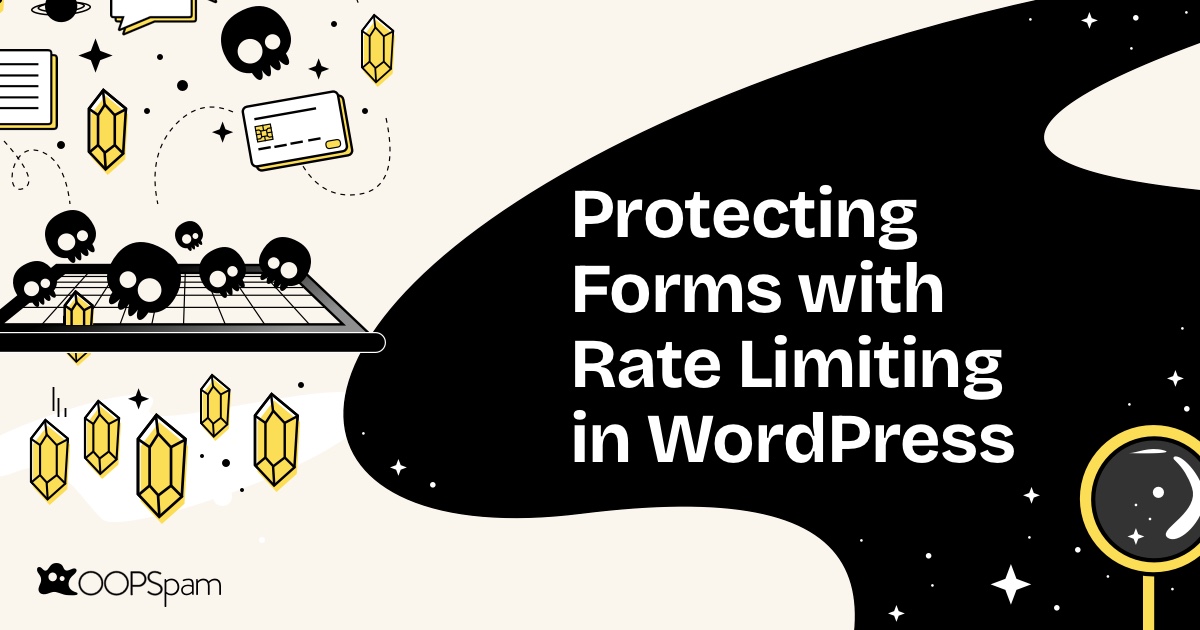 Protecting
Forms with
Rate Limiting
in WordPress
OOPSpam